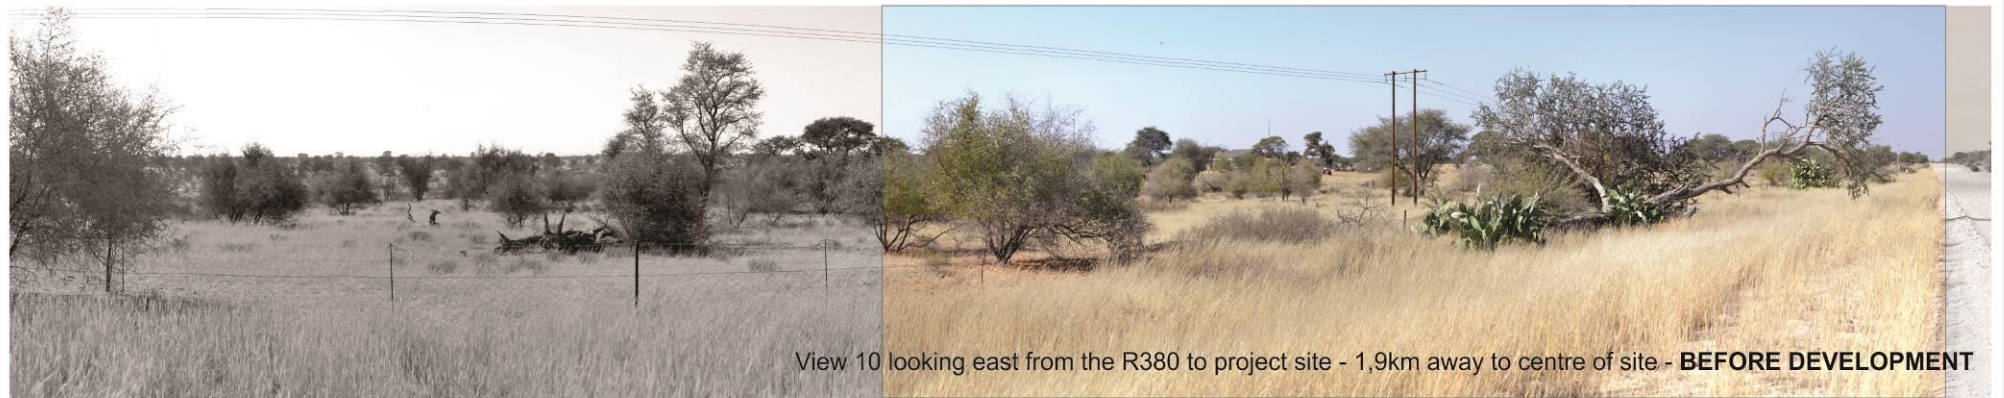 View 10 looking east from the R380 to project site - 1,9km away to centre of site - BEFORE DEVELOPMENT